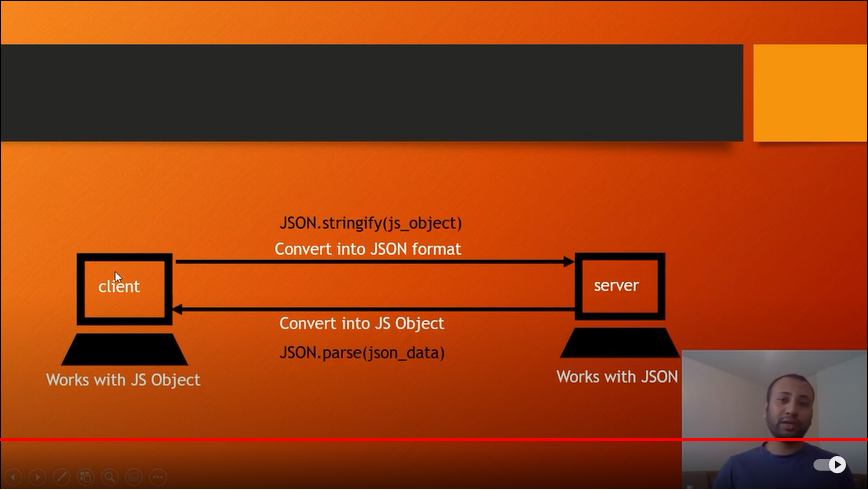 JSON.stringify(js_object)
Convert into JSON format
client
server
Convert into JS Object
JSON.parse(json_data)
Works with JS Object
Works with JSON